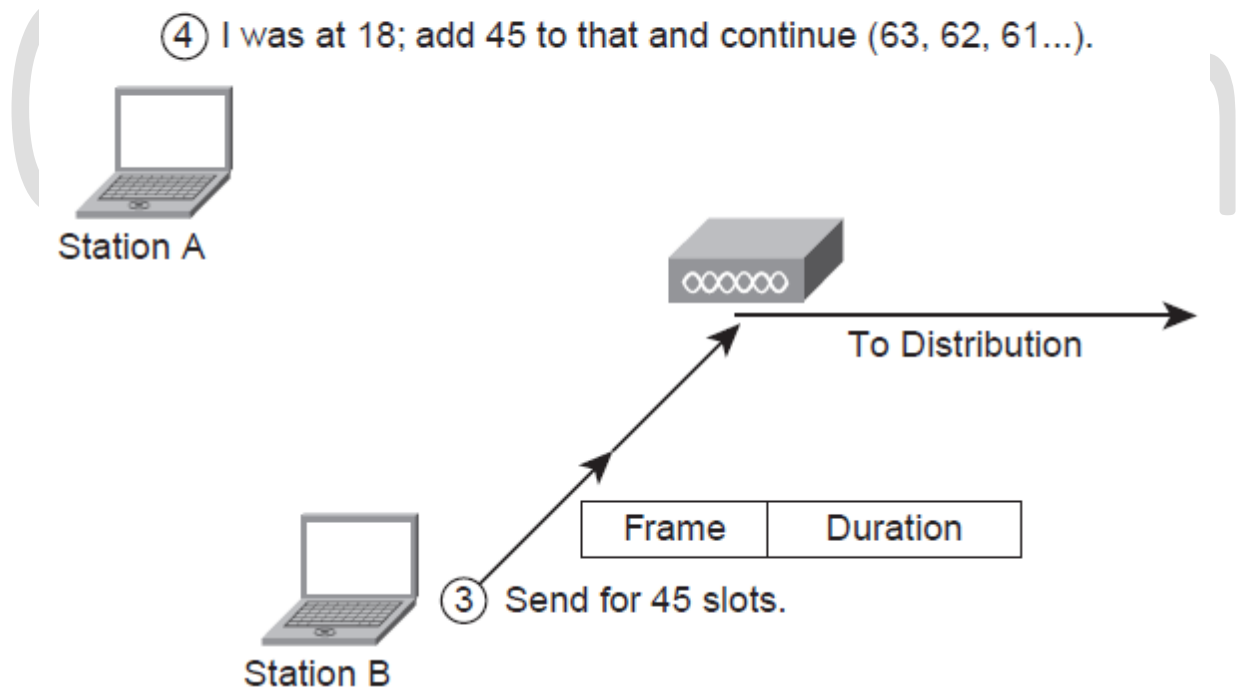 ④ I was at 18; add 45 to that and continue (63, 62, 61...).
Station A
To Distribution
Frame
Duration
③ Send for 45 slots.
Station B